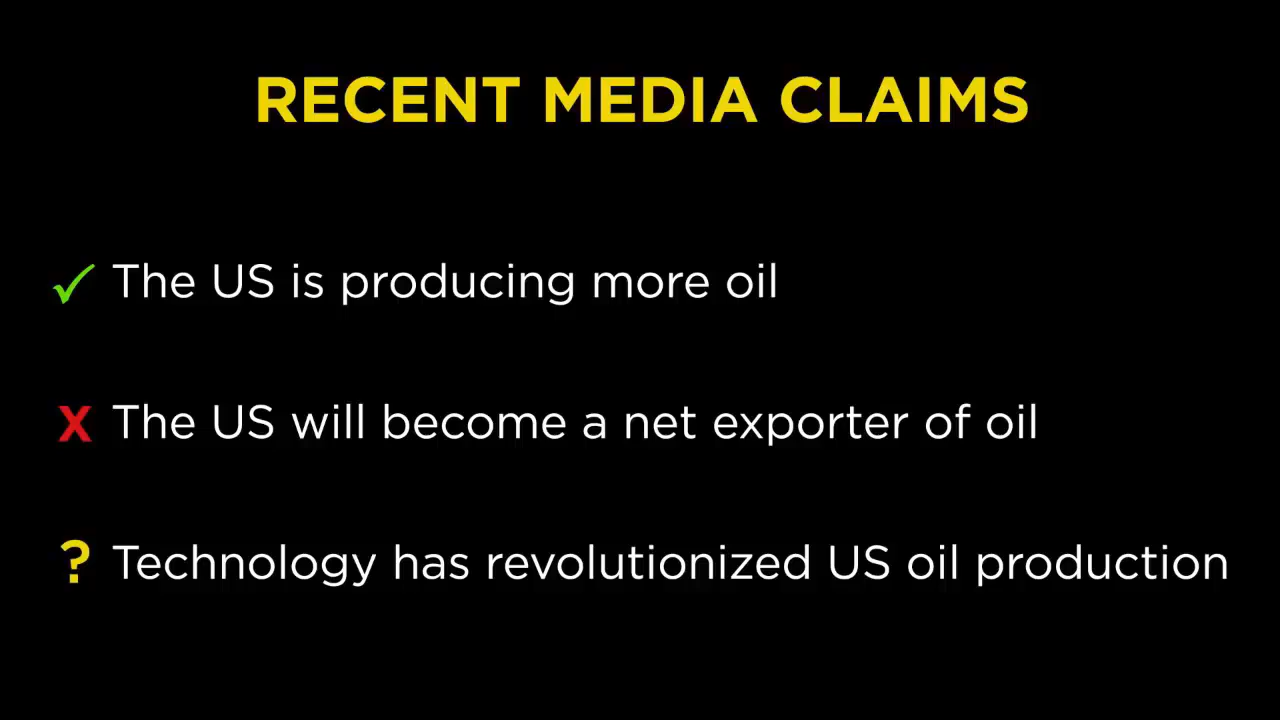 RECENT MEDIA CLAIMS
✓ The US is producing more oil
X The US will become a net exporter of oil
? Technology has revolutionized US oil production